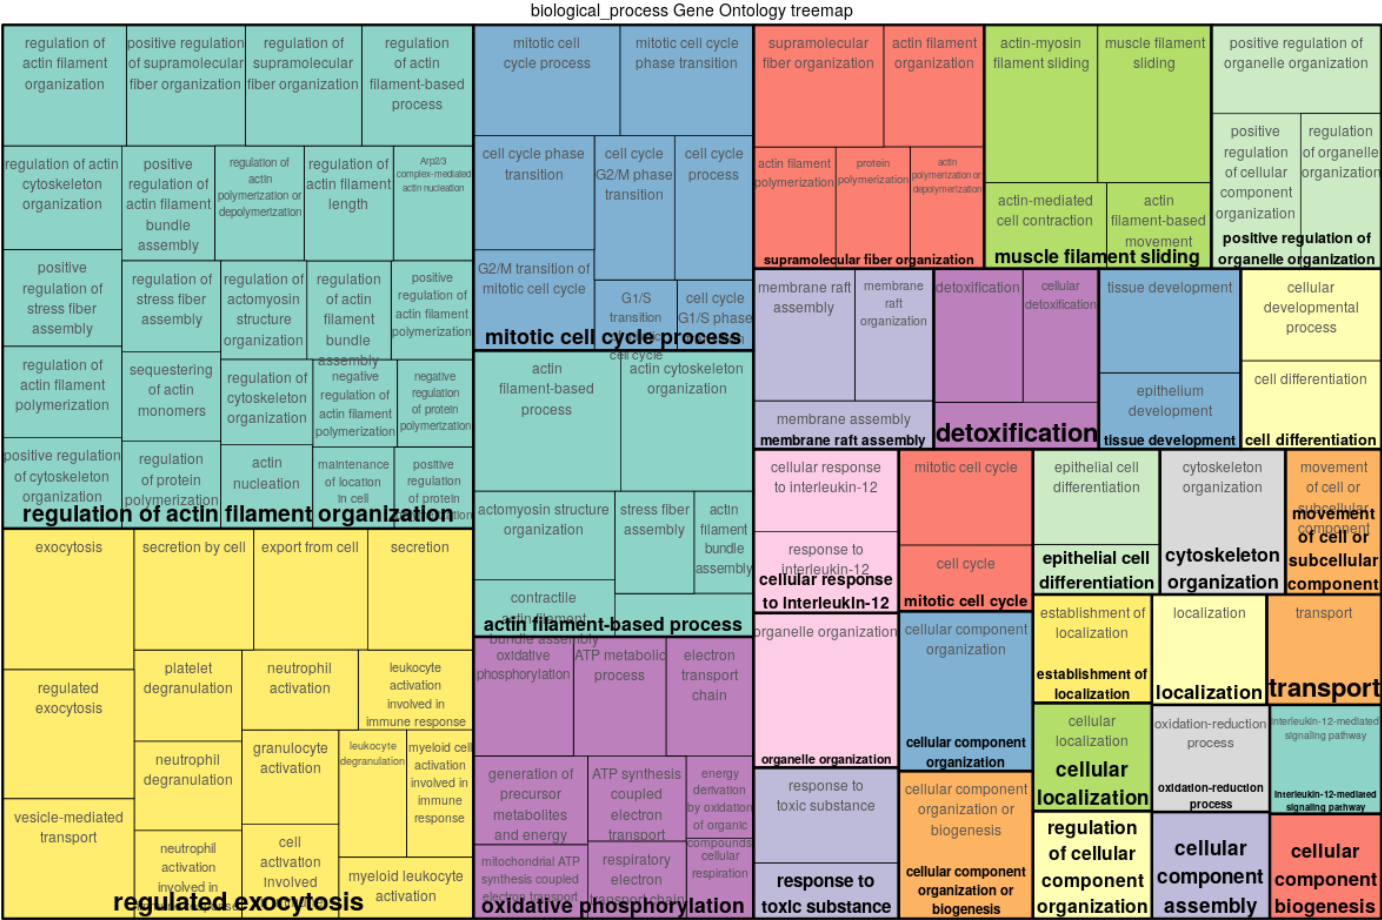 biological_process Gene Ontology treemap
regulation of
actin filament
organization
positive regulation
of supramolecular
fiber organization
regulation of
supramolecular
fiber organization
regulation
of actin
filament-based
process
regulation of actin
cytoskeleton
organization
positive
regulation of
actin filament
bundle
assembly
regulation of
actin
polymerization or
depolymerization
regulation of
actin filament
length
Arp2/3
complex-mediated
actin nucleation
positive
regulation of
stress fiber
assembly
regulation of
stress fiber
assembly
regulation of
actomyosin
structure
organization
regulation
of actin
filament
bundle
assembly
positive
regulation of
actin filament
polymerization
regulation of
actin filament
polymerization
sequestering
of actin
monomers
regulation of
cytoskeleton
organization
negative
regulation of
actin filament
polymerization
negative
regulation
of protein
polymerization
positive regulation
of cytoskeleton
organization
regulation
of protein
polymerization
actin
nucleation
maintenance
of location
in cell
positive
regulation
of protein
polymerization
regulation of actin filament organization
exocytosis
secretion by cell
export from cell
secretion
regulated
exocytosis
platelet
degranulation
neutrophil
activation
leukocyte
activation
involved in
immune response
neutrophil
degranulation
granulocyte
activation
leukocyte
degranulation
myeloid cell
activation
involved in
immune
response
vesicle-mediated
transport
neutrophil
activation
involved in
cell
activation
involved
myeloid leukocyte
activation
regulated exocytosis
mitotic cell
cycle process
mitotic cell cycle
phase transition
cell cycle phase
transition
cell cycle
G2/M phase
transition
cell cycle
process
G2/M transition of
mitotic cell cycle
G1/S
transition
cell cycle
cell cycle
G1/S phase
mitotic cell cycle process
actin
filament-based
process
actin cytoskeleton
organization
actomyosin structure
organization
stress fiber
assembly
actin
filament
bundle
assembly
contractile
actin filament
bundle assembly
actin filament-based process
oxidative
phosphorylation
ATP metabolic
process
electron
transport
chain
generation of
precursor
metabolites
and energy
ATP synthesis
coupled
electron
transport
energy
derivation
by oxidation
of organic
compounds
mitochondrial ATP
synthesis coupled
electron transport
respiratory
electron
transport chain
cellular
respiration
oxidative phosphorylation
supramolecular
fiber organization
actin filament
organization
actin filament
polymerization
protein
polymerization
actin
polymerization or
depolymerization
supramolecular fiber organization
actin-myosin
filament sliding
muscle filament
sliding
actin-mediated
cell contraction
actin
filament-based
movement
muscle filament sliding
positive regulation of
organelle organization
positive
regulation
of cellular
component
organization
regulation
of organelle
organization
positive regulation of
organelle organization
membrane raft
assembly
membrane
raft
organization
membrane assembly
membrane raft assembly
detoxification
cellular
detoxification
detoxification
tissue development
epithelium
development
tissue development
cellular
developmental
process
cell differentiation
cell differentiation
cellular response
to interleukin-12
response to
interleukin-12
cellular response
to interleukin-12
mitotic cell cycle
cell cycle
mitotic cell cycle
epithelial cell
differentiation
epithelial cell
differentiation
cytoskeleton
organization
cytoskeleton
organization
movement
of cell or
subcellular
component
movement
of cell or
subcellular
component
organelle organization
organelle organization
cellular component
organization
cellular component
organization
establishment of
localization
establishment of
localization
localization
localization
transport
transport
cellular
localization
cellular
localization
oxidation-reduction
process
oxidation-reduction
process
interleukin-12-mediated
signaling pathway
interleukin-12-mediated
signaling pathway
response to
toxic substance
response to
toxic substance
cellular component
organization or
biogenesis
cellular component
organization or
biogenesis
regulation
of cellular
component
organization
cellular
component
assembly
cellular
component
biogenesis